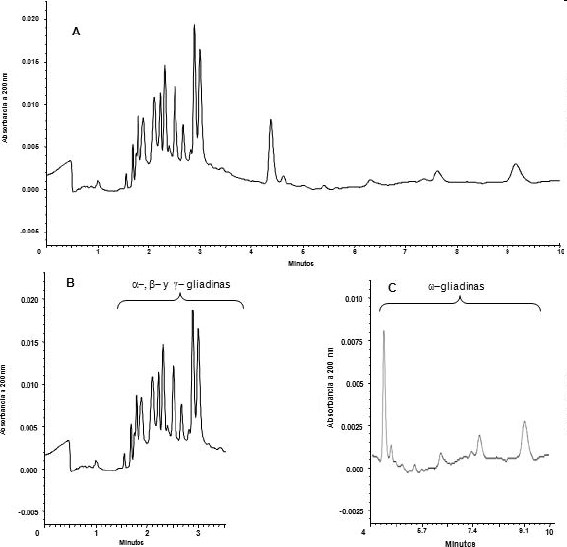 A
Absorbancia a 200 nm
0.020
0.015
0.010
0.005
0.000
-0.005
0 1 2 3 4 5 6 7 8 9 10
Minutos
B
α-, β- y γ- gliadinas
Absorbancia a 200 nm
0.020
0.015
0.010
0.005
0.000
-0.005
0 1 2 3
Minutos
C
ω-gliadinas
Absorbancia a 200 nm
0.010
0.0075
0.005
0.0025
0.000
-0.0025
4 5.7 7.4 9.1 10
Minutos